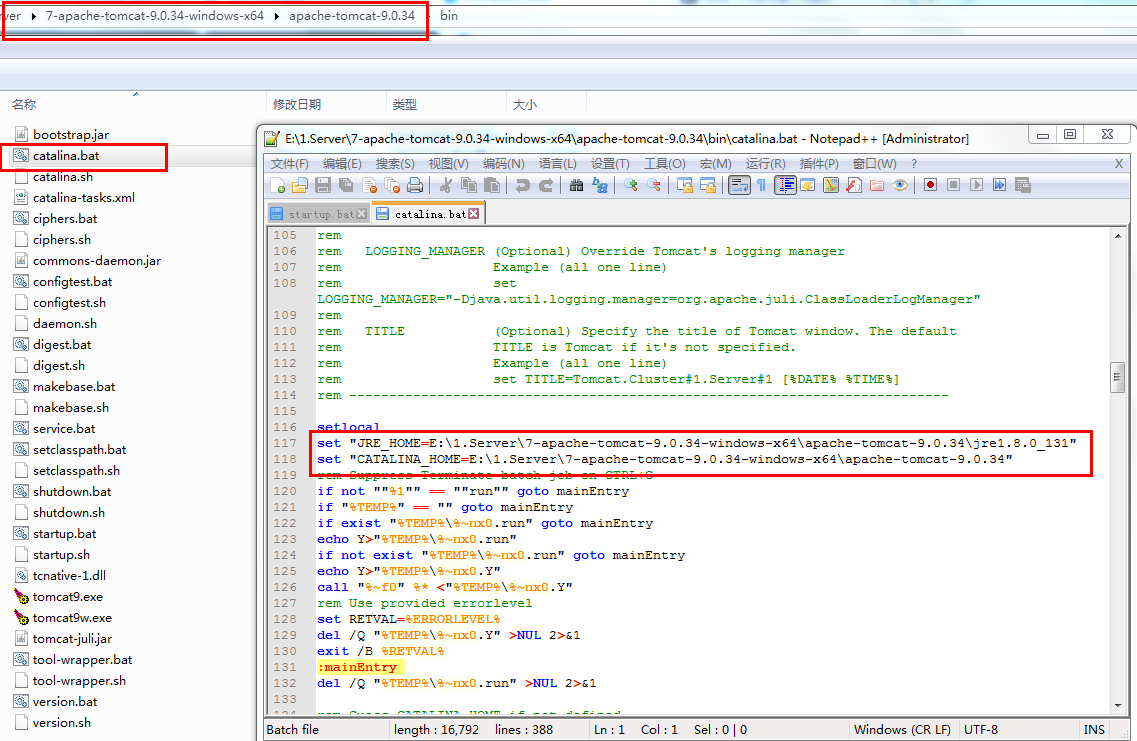 ver ▸ 7-apache-tomcat-9.0.34-windows-x64 ▸ apache-tomcat-9.0.34 bin
名称 修改日期 类型 大小
bootstrap.jar
catalina.bat
catalina.sh
catalina-tasks.xml
ciphers.bat
ciphers.sh
commons-daemon.jar
configtest.bat
configtest.sh
daemon.sh
digest.bat
digest.sh
makebase.bat
makebase.sh
service.bat
setclasspath.bat
setclasspath.sh
shutdown.bat
shutdown.sh
startup.bat
startup.sh
tcnative-1.dll
tomcat9.exe
tomcat9w.exe
tomcat-juli.jar
tool-wrapper.bat
tool-wrapper.sh
version.bat
version.sh
E:\1.Server\7-apache-tomcat-9.0.34-windows-x64\apache-tomcat-9.0.34\bin\catalina.bat - Notepad++ [Administrator]
文件(F) 编辑(E) 搜索(S) 视图(V) 编码(N) 语言(L) 设置(T) 工具(O) 宏(M) 运行(R) 插件(P) 窗口(W) ? X
startup.bat catalina.bat
105 rem
106 rem LOGGING_MANAGER (Optional) Override Tomcat's logging manager
107 rem Example (all one line)
108 rem set
LOGGING_MANAGER="-Djava.util.logging.manager=org.apache.juli.ClassLoaderLogManager"
109 rem
110 rem TITLE (Optional) Specify the title of Tomcat window. The default
111 rem TITLE is Tomcat if it's not specified.
112 rem Example (all one line)
113 rem set TITLE=Tomcat.Cluster#1.Server#1 [%DATE% %TIME%]
114 rem ---------------------------------------------------------------------------
115
116 setlocal
117 set "JRE_HOME=E:\1.Server\7-apache-tomcat-9.0.34-windows-x64\apache-tomcat-9.0.34\jre1.8.0_131"
118 set "CATALINA_HOME=E:\1.Server\7-apache-tomcat-9.0.34-windows-x64\apache-tomcat-9.0.34"
119 rem Suppress Terminate batch job on CTRL+C
120 if not ""%1"" == ""run"" goto mainEntry
121 if "%TEMP%" == "" goto mainEntry
122 if exist "%TEMP%\%~nx0.run" goto mainEntry
123 echo Y>"%TEMP%\%~nx0.run"
124 if not exist "%TEMP%\%~nx0.run" goto mainEntry
125 echo Y>"%TEMP%\%~nx0.Y"
126 call "%~f0" %* <"%TEMP%\%~nx0.Y"
127 rem Use provided errorlevel
128 set RETVAL=%ERRORLEVEL%
129 del /Q "%TEMP%\%~nx0.Y" >NUL 2>&1
130 exit /B %RETVAL%
131 :mainEntry
132 del /Q "%TEMP%\%~nx0.run" >NUL 2>&1
133
Batch file length : 16,792 lines : 388 Ln : 1 Col : 1 Sel : 0 | 0 Windows (CR LF) UTF-8 INS